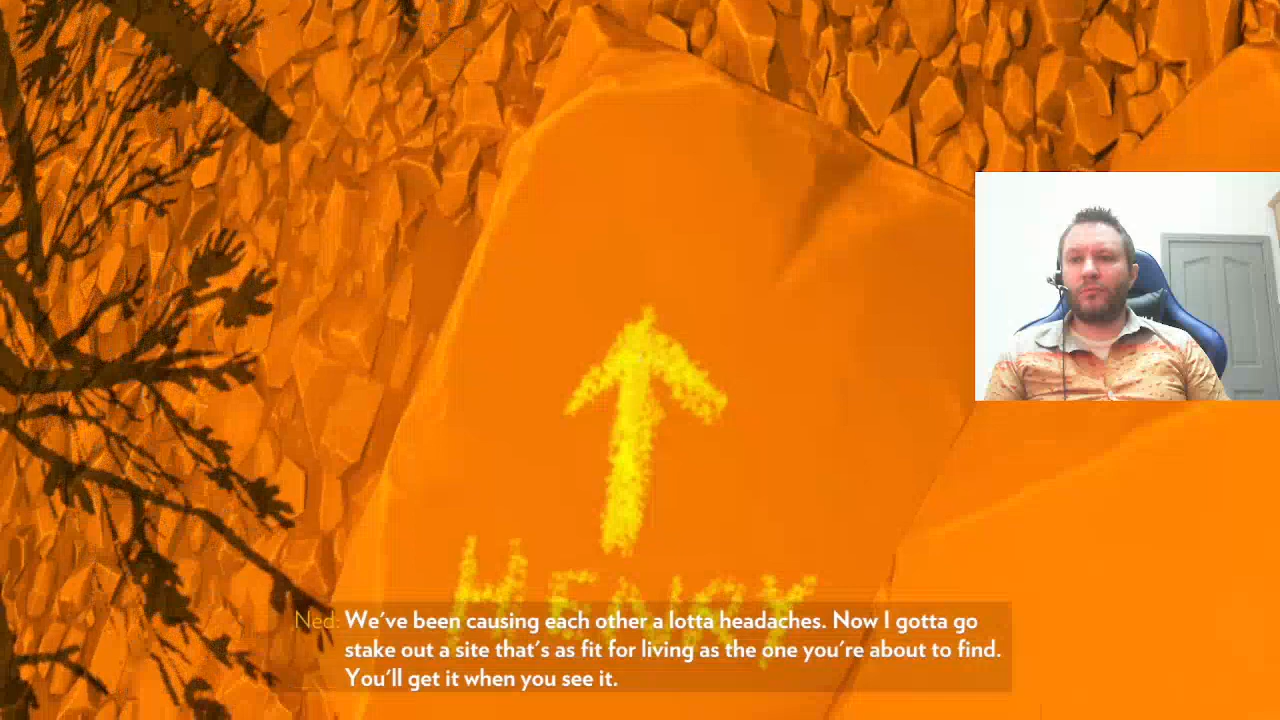 HENRY
Ned: We've been causing each other a lotta headaches. Now I gotta go
stake out a site that's as fit for living as the one you're about to find.
You'll get it when you see it.